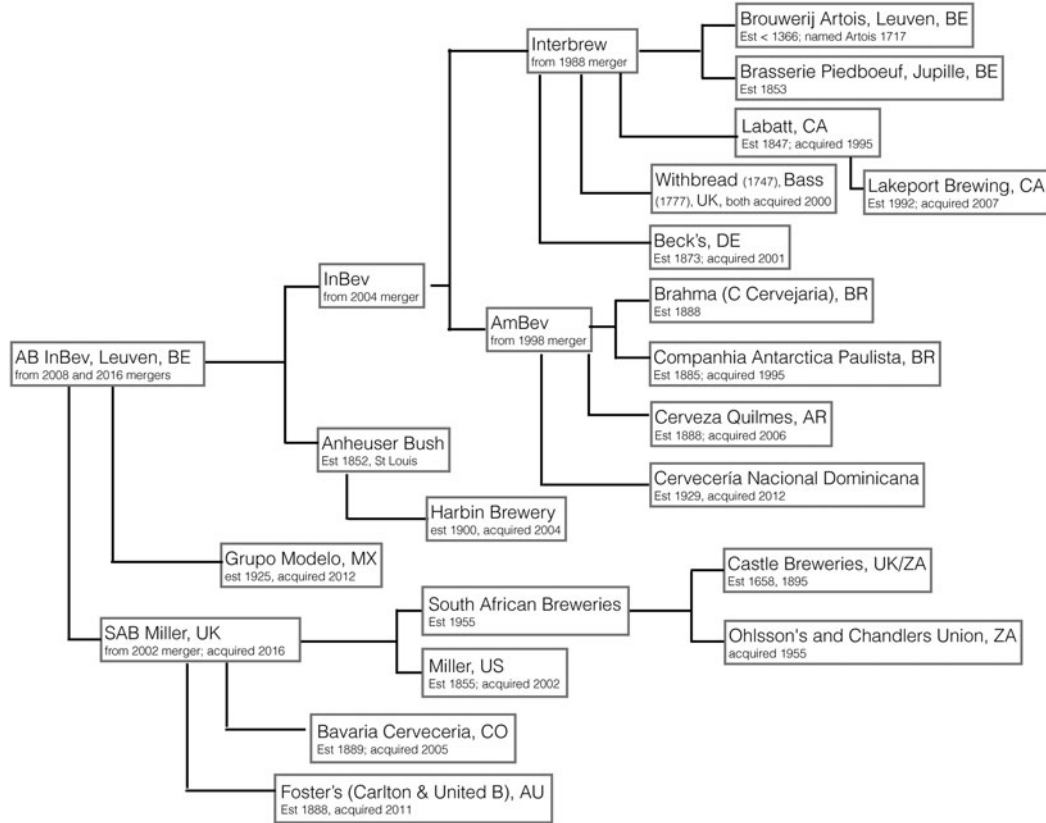 Brouwerij Artois, Leuven, BE
Est < 1366; named Artois 1717
Interbrew
from 1988 merger
Brasserie Piedboeuf, Jupille, BE
Est 1853
Labatt, CA
Est 1847; acquired 1995
Withbread (1747), Bass
(1777), UK, both acquired 2000
Lakeport Brewing, CA
Est 1992; acquired 2007
Beck's, DE
Est 1873; acquired 2001
InBev
from 2004 merger
Brahma (C Cervejaria), BR
Est 1888
AmBev
from 1998 merger
AB InBev, Leuven, BE
from 2008 and 2016 mergers
Companhia Antarctica Paulista, BR
Est 1885; acquired 1995
Cerveza Quilmes, AR
Est 1888; acquired 2006
Anheuser Bush
Est 1852, St Louis
Cervecería Nacional Dominicana
Est 1929, acquired 2012
Harbin Brewery
est 1900, acquired 2004
Grupo Modelo, MX
est 1925, acquired 2012
Castle Breweries, UK/ZA
Est 1658, 1895
South African Breweries
Est 1955
SAB Miller, UK
from 2002 merger; acquired 2016
Ohlsson's and Chandlers Union, ZA
acquired 1955
Miller, US
Est 1855; acquired 2002
Bavaria Cerveceria, CO
Est 1889; acquired 2005
Foster's (Carlton & United B), AU
Est 1888, acquired 2011